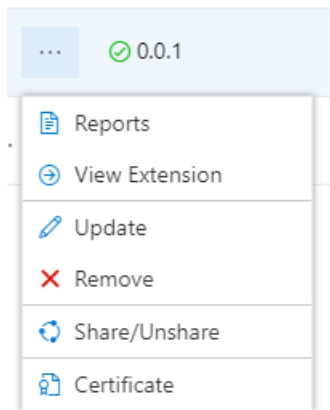 ... 0.0.1
Reports
View Extension
Update
Remove
Share/Unshare
Certificate